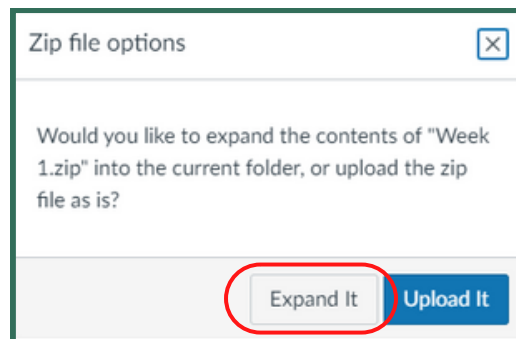 Zip file options
Would you like to expand the contents of "Week
1.zip" into the current folder, or upload the zip
file as is?
Expand It Upload It